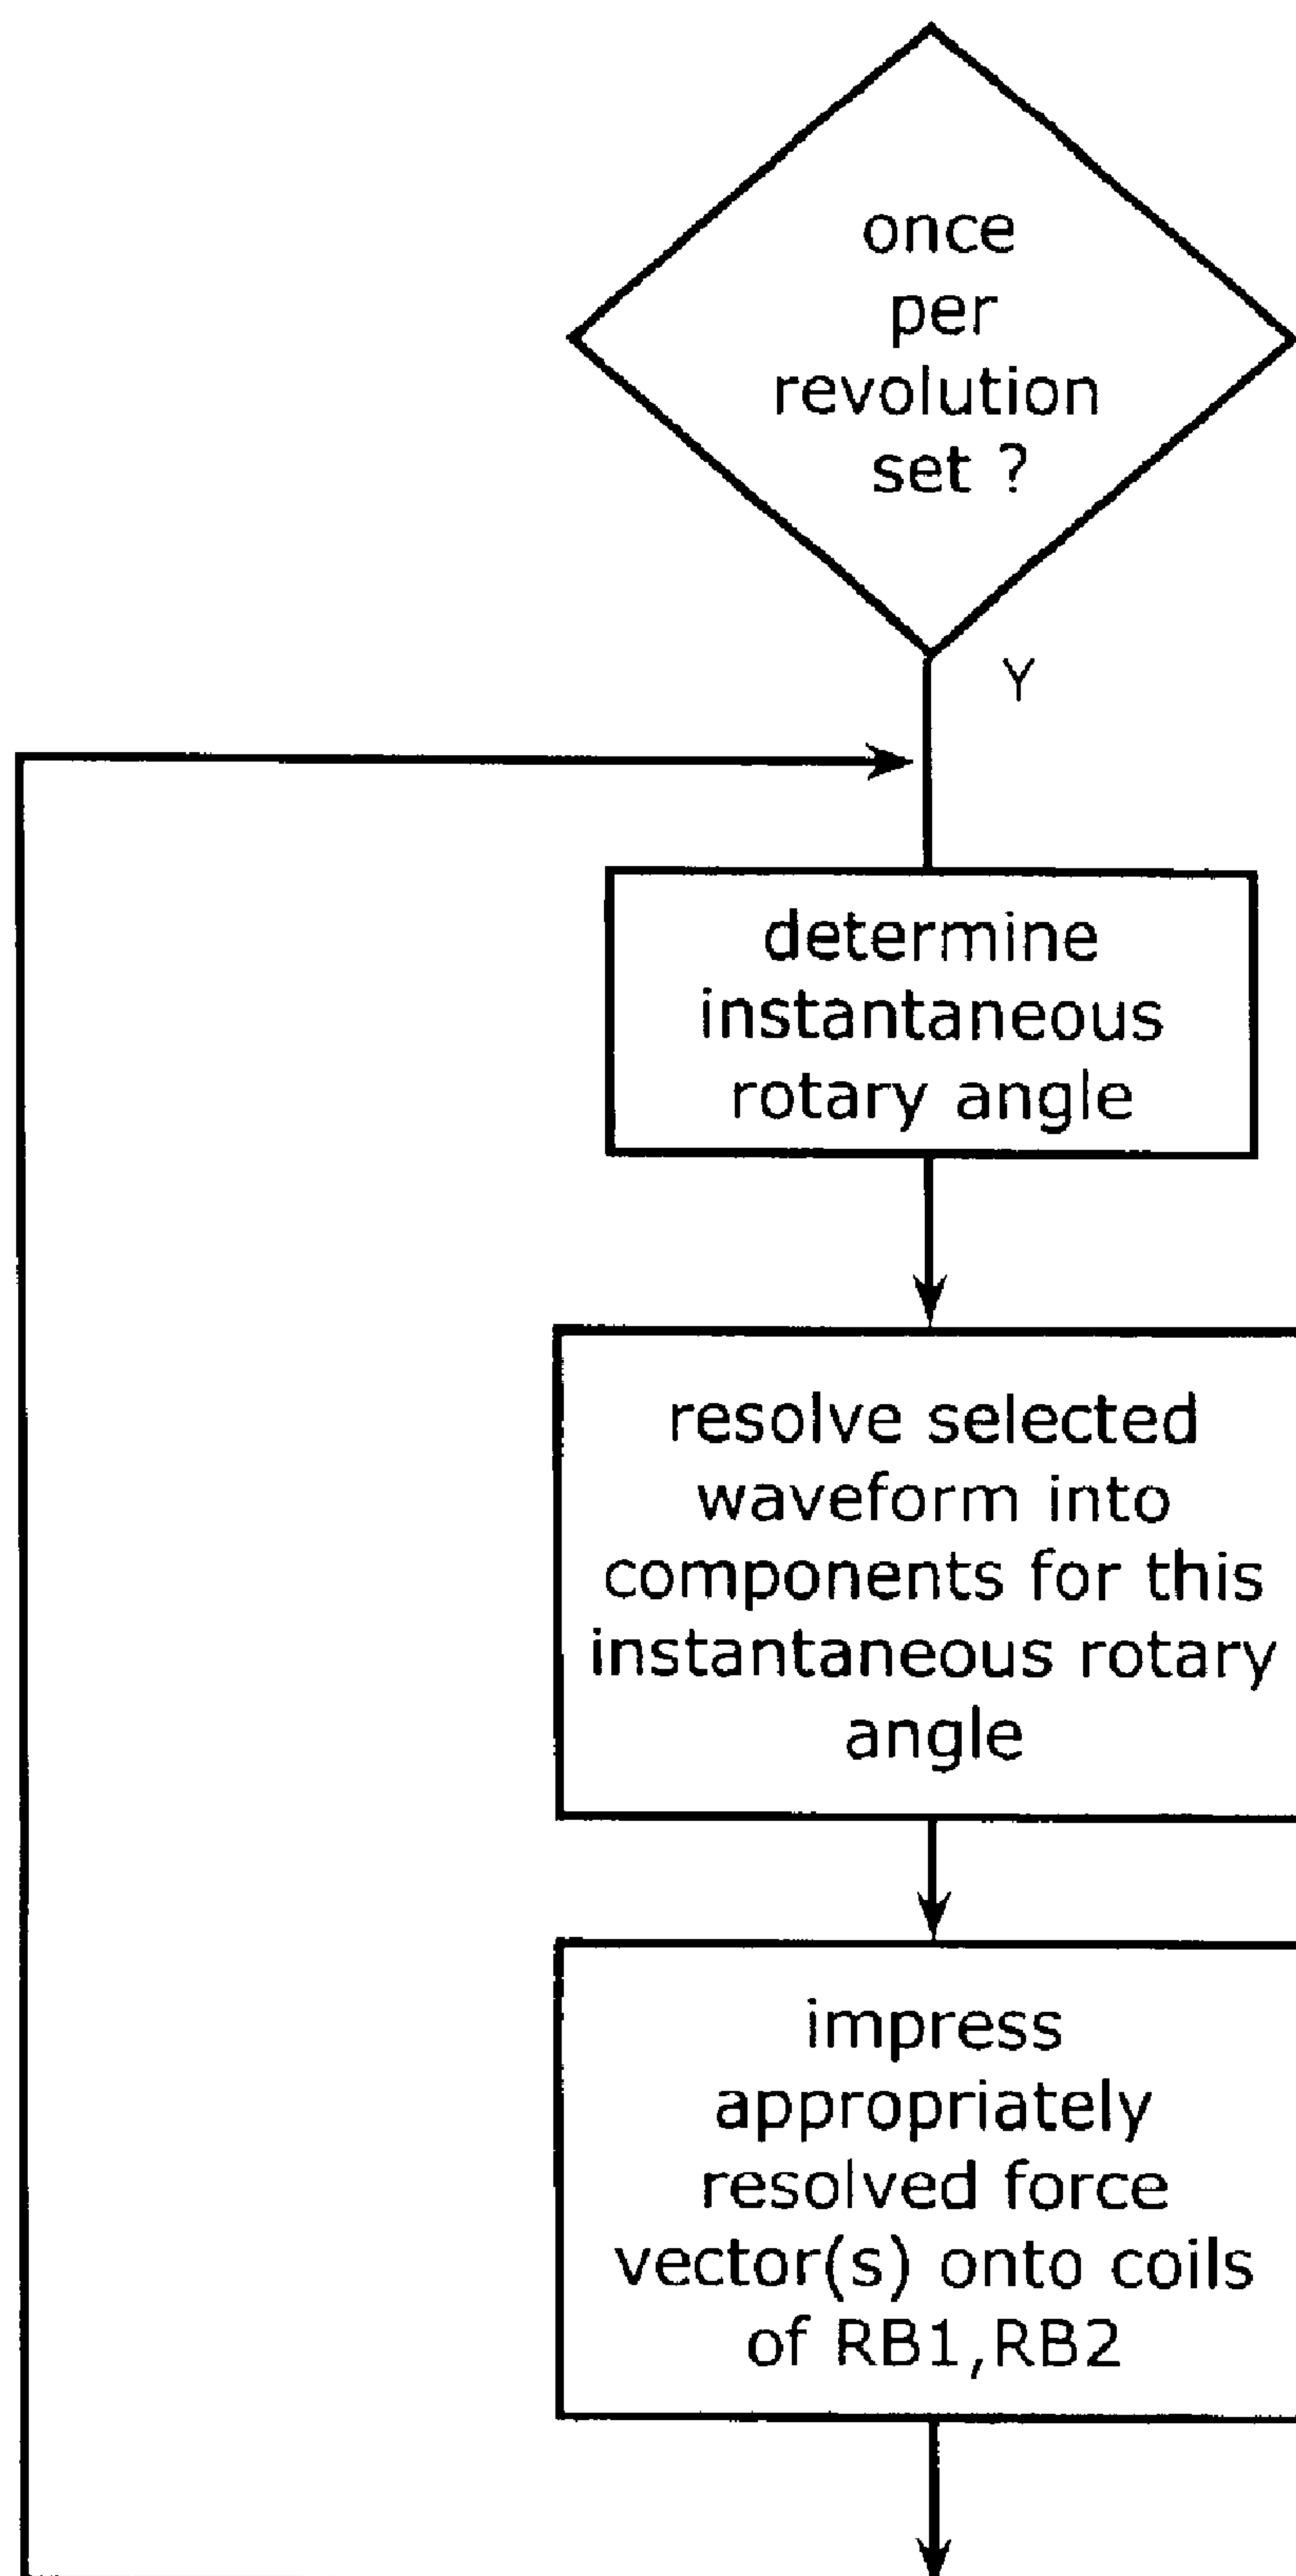 once
per
revolution
set ?
Y
determine
instantaneous
rotary angle
resolve selected
waveform into
components for this
instantaneous rotary
angle
impress
appropriately
resolved force
vector(s) onto coils
of RB1,RB2